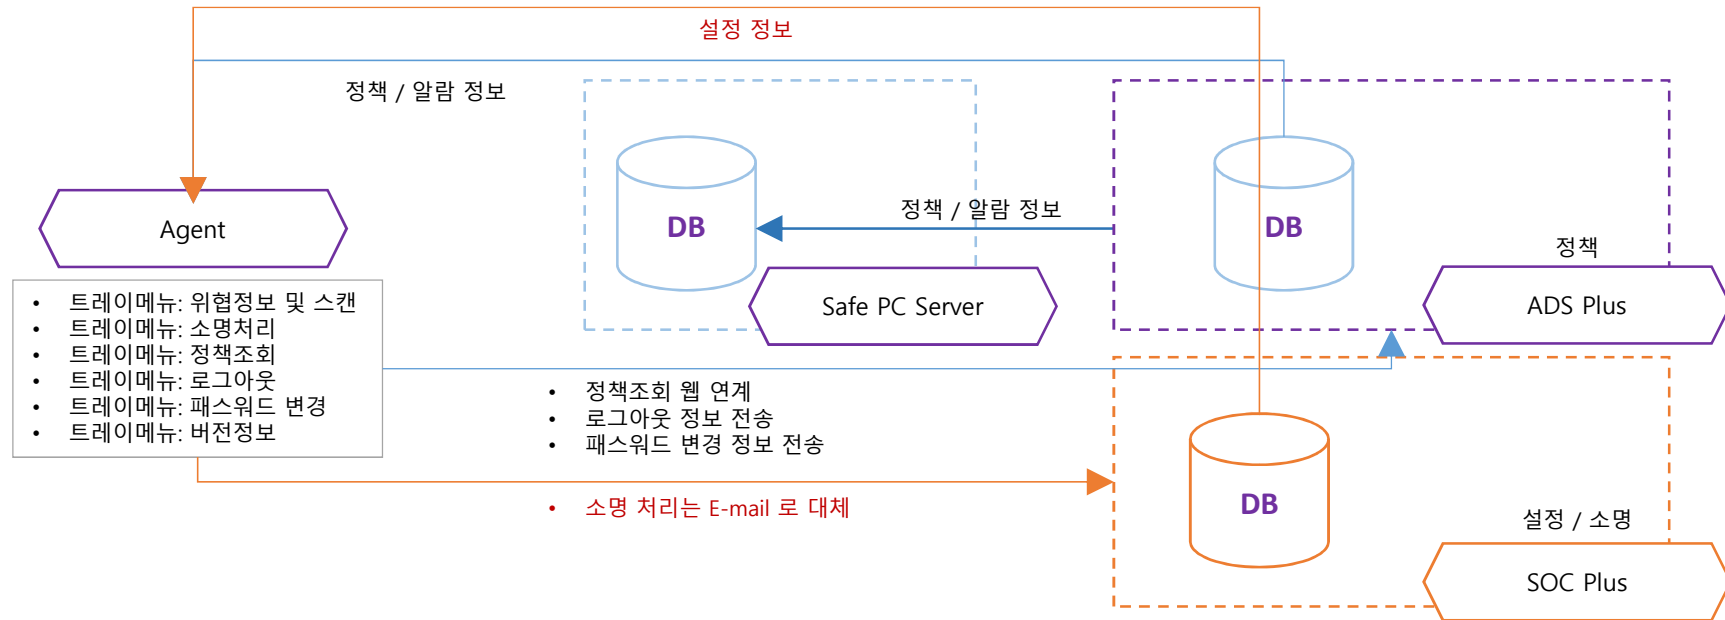 설정 정보
정책 / 알람 정보
DB
정책 / 알람 정보
DB
Agent
정책
Safe PC Server
ADS Plus
• 트레이메뉴: 위협정보 및 스캔
• 트레이메뉴: 소명처리
• 트레이메뉴: 정책조회
• 트레이메뉴: 로그아웃
• 트레이메뉴: 패스워드 변경
• 트레이메뉴: 버전정보
• 정책조회 웹 연계
• 로그아웃 정보 전송
• 패스워드 변경 정보 전송
• 소명 처리는 E-mail 로 대체
DB
설정 / 소명
SOC Plus